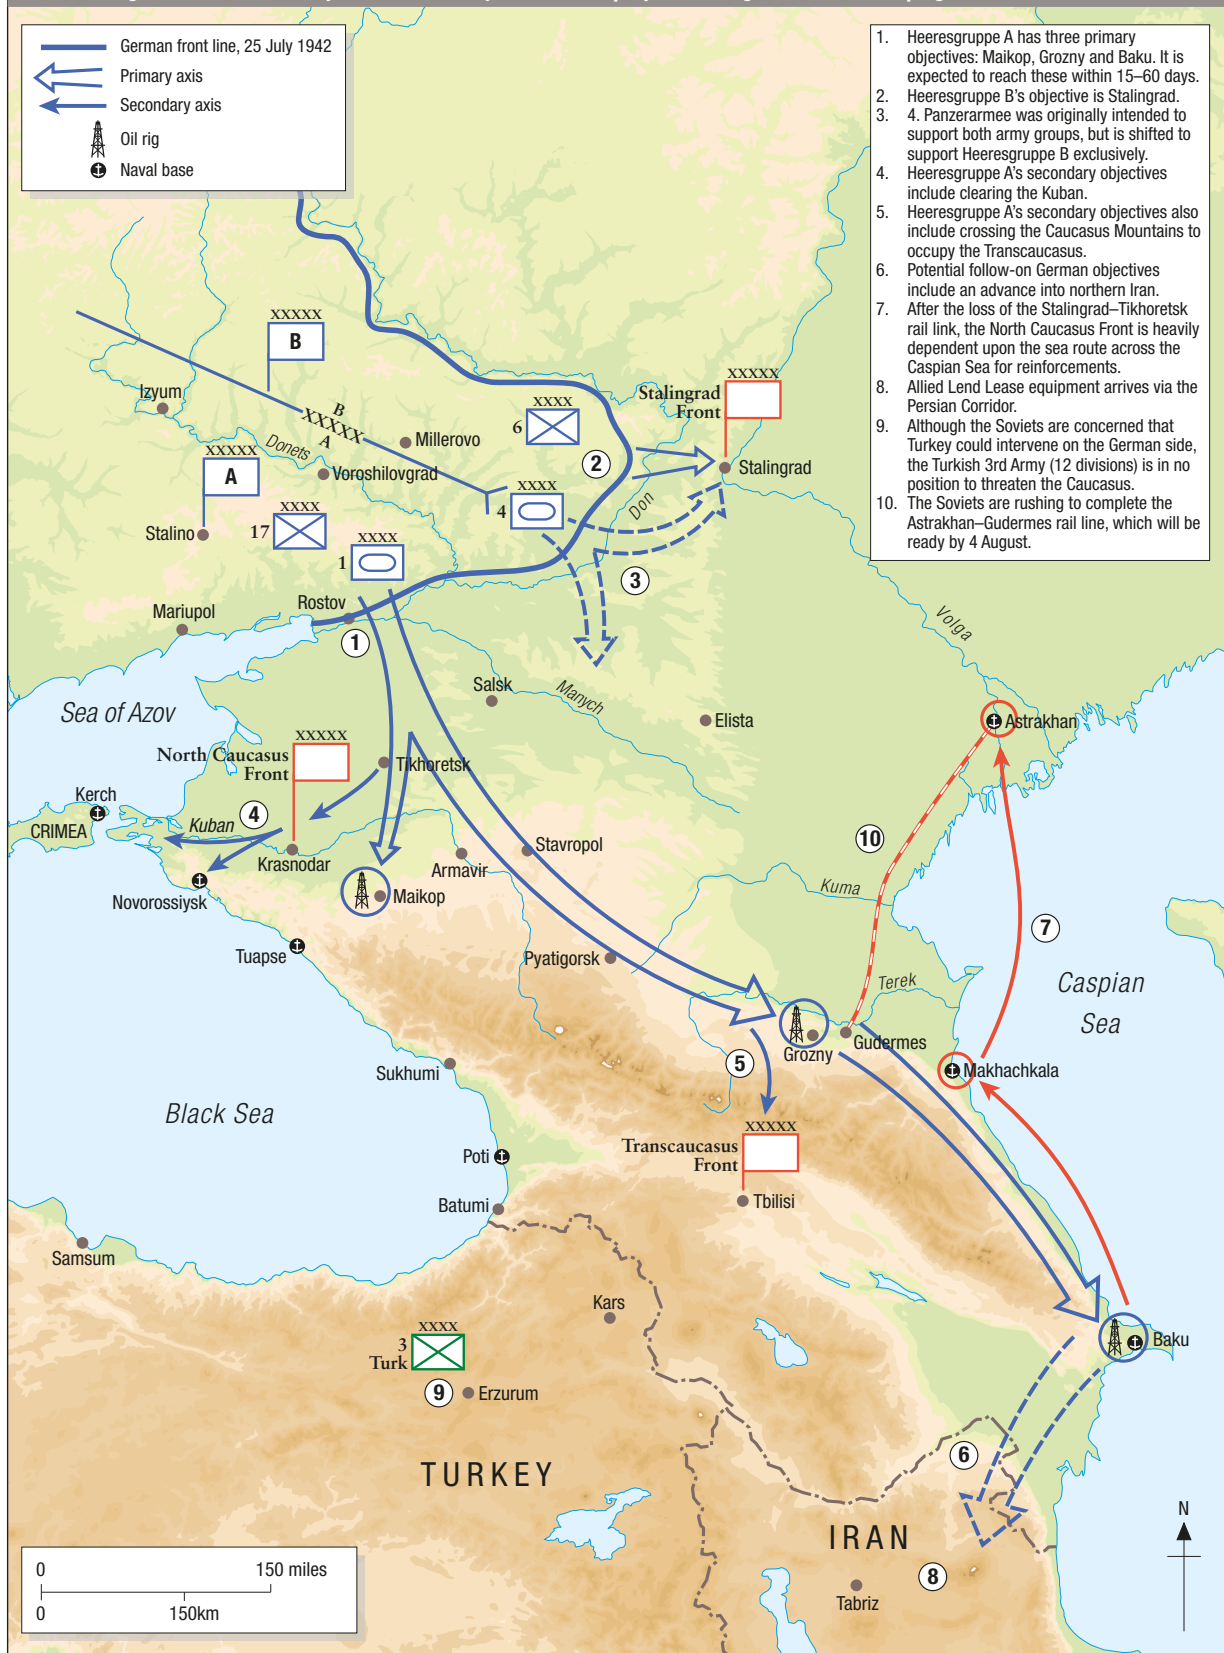 German front line, 25 July 1942
Primary axis
Secondary axis
Oil rig
Naval base
1. Heeresgruppe A has three primary
objectives: Maikop, Grozny and Baku. It is
expected to reach these within 15–60 days.
2. Heeresgruppe B's objective is Stalingrad.
3. 4. Panzerarmee was originally intended to
support both army groups, but is shifted to
support Heeresgruppe B exclusively.
4. Heeresgruppe A's secondary objectives
include clearing the Kuban.
5. Heeresgruppe A's secondary objectives also
include crossing the Caucasus Mountains to
occupy the Transcaucasus.
6. Potential follow-on German objectives
include an advance into northern Iran.
7. After the loss of the Stalingrad–Tikhoretsk
rail link, the North Caucasus Front is heavily
dependent upon the sea route across the
Caspian Sea for reinforcements.
8. Allied Lend Lease equipment arrives via the
Persian Corridor.
9. Although the Soviets are concerned that
Turkey could intervene on the German side,
the Turkish 3rd Army (12 divisions) is in no
position to threaten the Caucasus.
10. The Soviets are rushing to complete the
Astrakhan–Gudermes rail line, which will be
ready by 4 August.
XXXXX
B
XXXXX
Stalingrad
Front
Izyum
XXXX
6
B
XXXXX
A
Millerovo
Donets
2
Stalingrad
XXXXX
A
Voroshilovgrad
XXXX
4
Don
Stalino
XXXX
17
XXXX
1
3
Rostov
Mariupol
1
Volga
Salsk
Manych
Sea of Azov
Elista
Astrakhan
XXXXX
North Caucasus
Front
Tikhoretsk
Kerch
CRIMEA
Kuban
4
Krasnodar
Armavir
Stavropol
10
Novorossiysk
Maikop
Kuma
Tuapse
Pyatigorsk
7
Terek
Caspian
Sea
Grozny
Gudermes
5
Sukhumi
Makhachkala
Black Sea
XXXXX
Transcaucasus
Front
Poti
Batumi
Tbilisi
Samsum
Kars
XXXX
3
Turk
Baku
9
Erzurum
TURKEY
6
IRAN
8
Tabriz
N
0 150 miles
0 150km